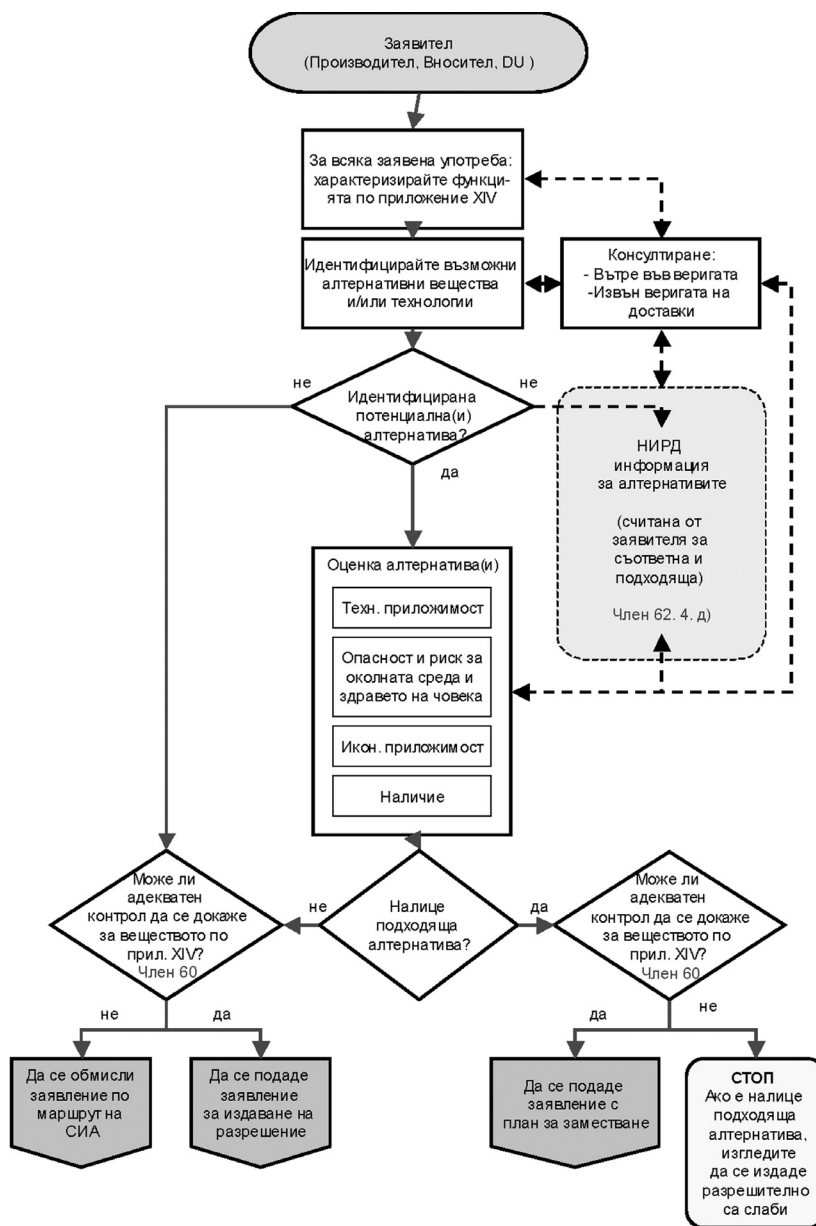 Заявител
(Производител, Вносител, DU )
За всяка заявена употреба:
характеризирайте функци-
ята по приложение XIV
Идентифицирайте възможни
алтернативни вещества
и/или технологии
Консултиране:
- Вътре във веригата
-Извън веригата на
доставки
не
не
Идентифицирана
потенциална(и)
алтернатива?
да
НИРД
информация
за алтернативите
(считана от
заявителя за
съответна и
подходяща)
Член 62. 4. д)
Оценка алтернатива(и)
Техн. приложимост
Опасност и риск за
околната среда и
здравето на човека
Икон. приложимост
Наличие
Може ли
адекватен
контрол да се докаже
за веществото по
прил. XIV?
Член 60
не
Налице
подходяща
алтернатива?
да
Може ли
адекватен
контрол да се докаже
за веществото по
прил. XIV?
Член 60
не
да
да
не
Да се обмисли
заявление по
маршрут на
СИА
Да се подаде
заявление
за издаване на
разрешение
Да се подаде
заявление с
план за заместване
СТОП
Ако е налице
подходяща
алтернатива,
изгледите
да се издаде
разрешително
са слаби